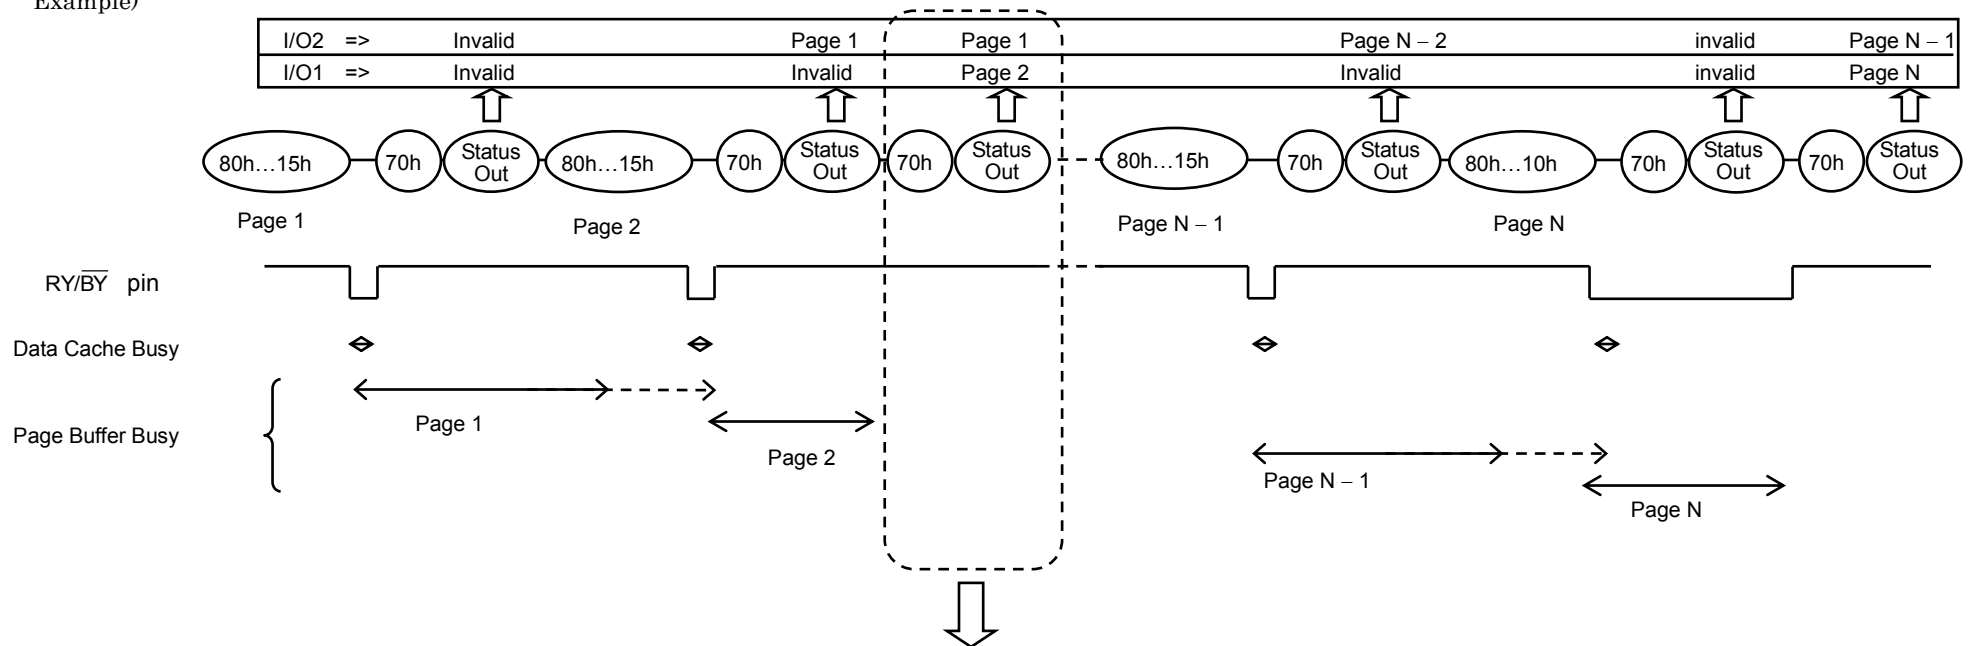 Example)
I/O2 => Invalid Page 1 Page 1 Page N – 2 invalid Page N – 1
I/O1 => Invalid Invalid Page 2 Invalid invalid Page N
80h…15h 70h Status Out 80h…15h 70h Status Out 70h Status Out 80h…15h 70h Status Out 80h…10h 70h Status Out 70h Status Out
Page 1 Page 2 Page N – 1 Page N
RY/B̅Y̅ pin
Data Cache Busy
Page 1
Page Buffer Busy
Page 2
Page N – 1
Page N